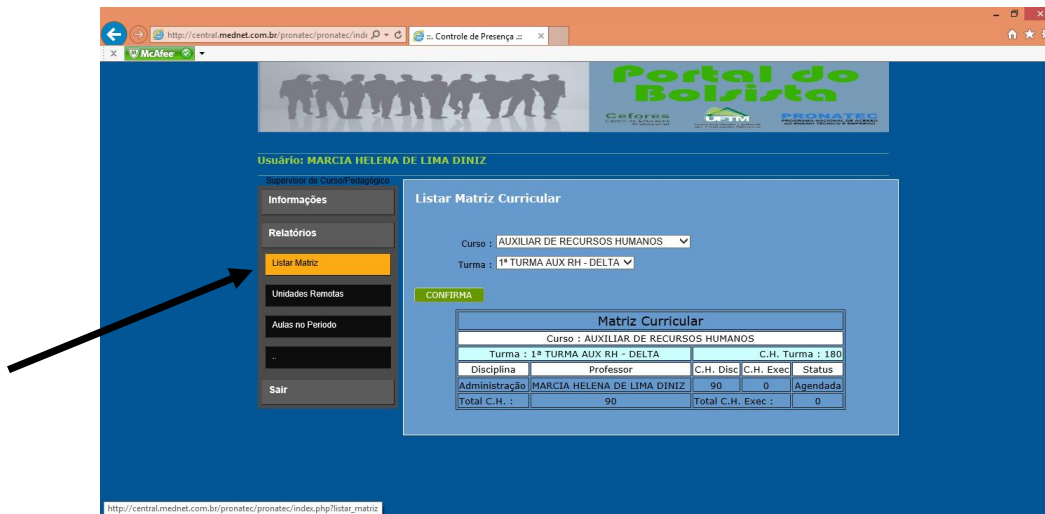 http://central.mednet.com.br/pronatec/pronatec/inde
::. Controle de Presença .::
McAfee
Portal do
Bolsista
Cefores
UFTM
PRONATEC
Usuário: MARCIA HELENA DE LIMA DINIZ
Supervisor de Curso/Pedagógico
Informações
Relatórios
Listar Matriz
Unidades Remotas
Aulas no Periodo
..
Sair
Listar Matriz Curricular
Curso : AUXILIAR DE RECURSOS HUMANOS
Turma : 1ª TURMA AUX RH - DELTA
CONFIRMA
Matriz Curricular
Curso : AUXILIAR DE RECURSOS HUMANOS
Turma : 1ª TURMA AUX RH - DELTA C.H. Turma : 180
Disciplina Professor C.H. Disc C.H. Exec Status
Administração MARCIA HELENA DE LIMA DINIZ 90 0 Agendada
Total C.H. : 90 Total C.H. Exec : 0
http://central.mednet.com.br/pronatec/pronatec/index.php?listar_matriz